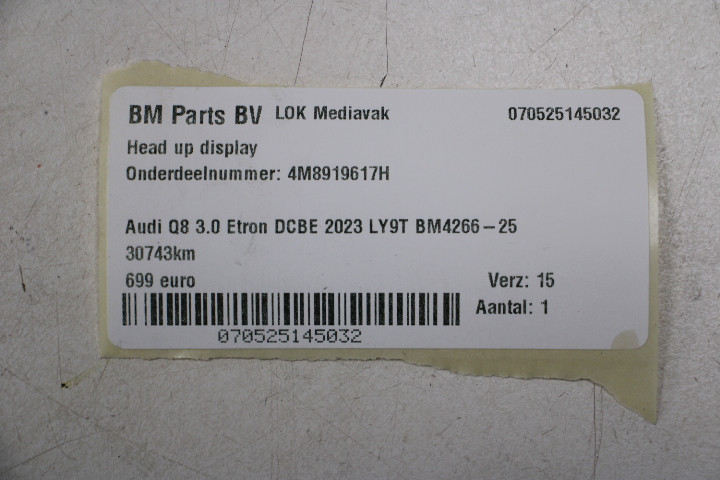 BM Parts BV LOK Mediavak 070525145032
Head up display
Onderdeelnummer: 4M8919617H
Audi Q8 3.0 Etron DCBE 2023 LY9T BM4266-25
30743km
699 euro Verz: 15
Aantal: 1
070525145032